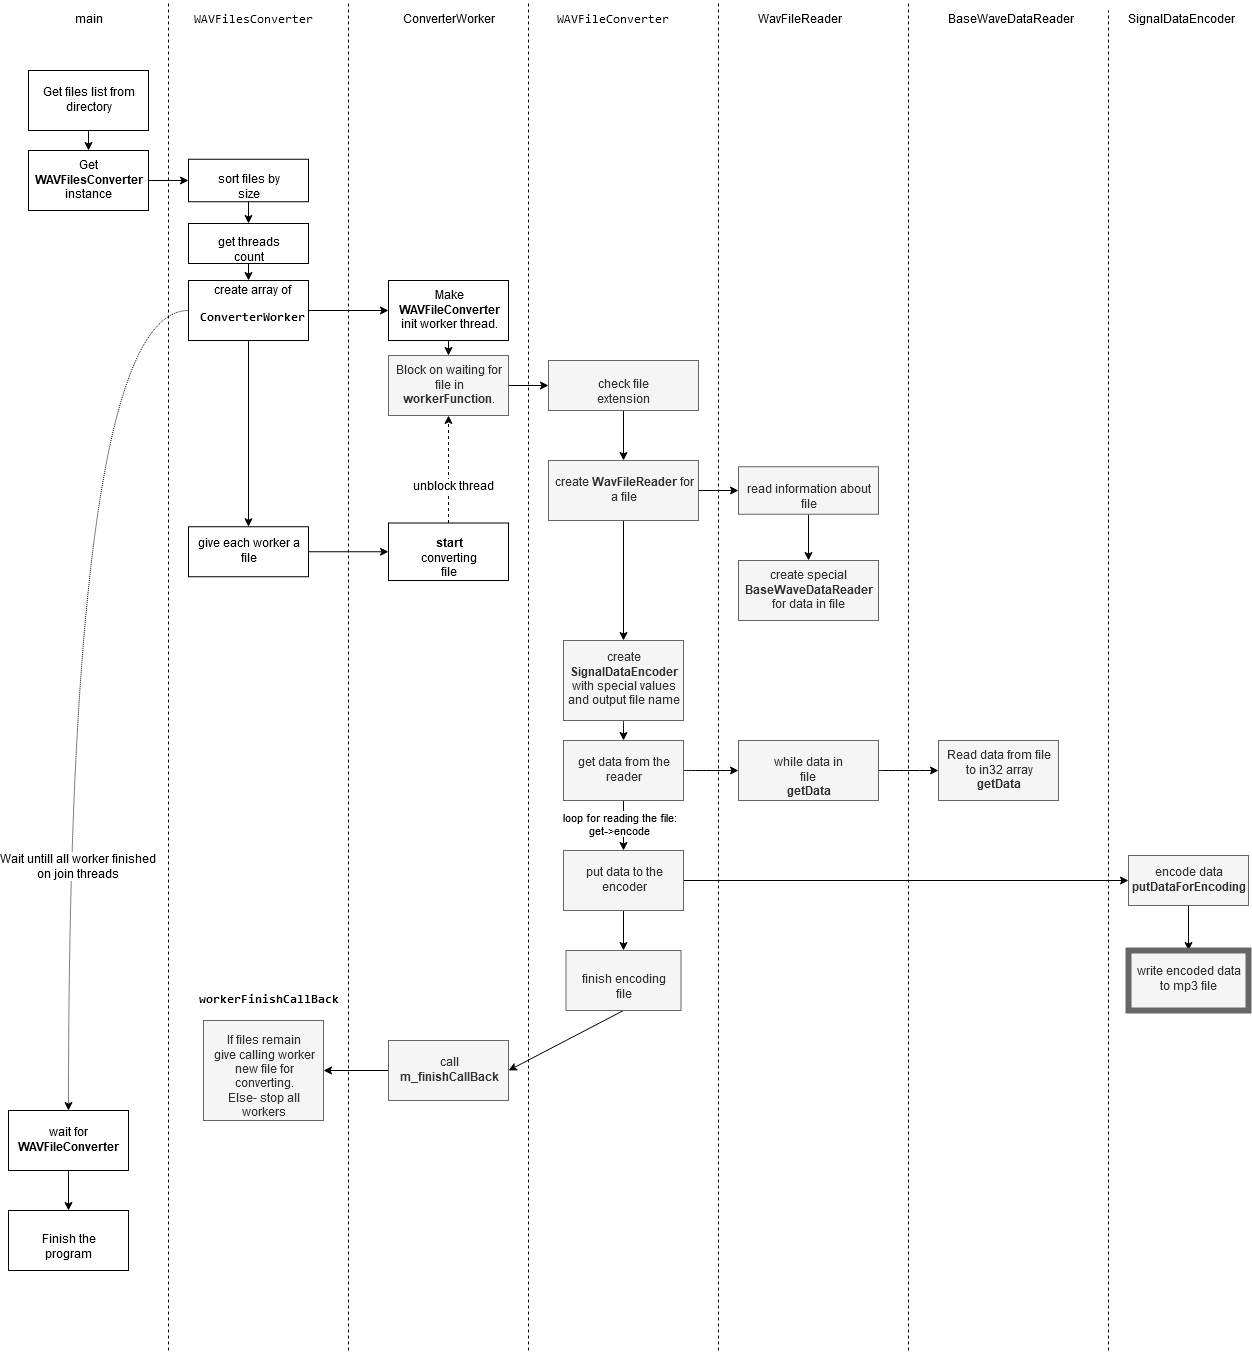 main
WAVFilesConverter
ConverterWorker
WAVFileConverter
WavFileReader
BaseWaveDataReader
SignalDataEncoder
Get files list from
directory
Get
WAVFilesConverter
instance
sort files by
size
get threads
count
create array of
ConverterWorker
Make
WAVFileConverter
init worker thread.
Block on waiting for
file in
workerFunction.
check file
extension
unblock thread
create WavFileReader for
a file
read information about
file
give each worker a
file
start
converting
file
create special
BaseWaveDataReader
for data in file
create
SignalDataEncoder
with special values
and output file name
get data from the
reader
while data in
file
getData
Read data from file
to in32 array
getData
loop for reading the file:
get->encode
Wait untill all worker finished
on join threads
put data to the
encoder
encode data
putDataForEncoding
finish encoding
file
write encoded data
to mp3 file
workerFinishCallBack
If files remain
give calling worker
new file for
converting.
Else- stop all
workers
call
m_finishCallBack
wait for
WAVFileConverter
Finish the
program